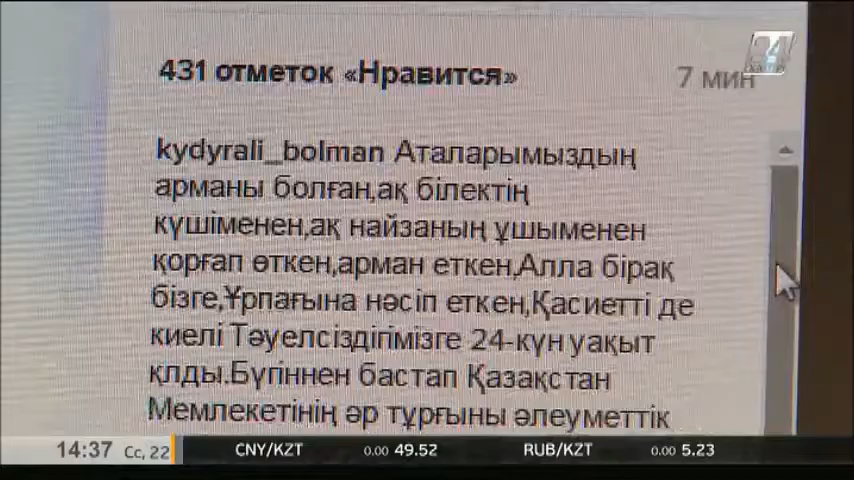 24
431 отметок «Нравится»
7 мин
kydyrali_bolman Аталарымыздың
арманы болған,ақ білектің
күшіменен,ақ найзаның ұшыменен
қорғап өткен,арман еткен,Алла бірақ
бізге,Ұрпағына нәсіп еткен,Қасиетті де
киелі Тәуелсіздігімізге 24-күн уақыт
қлды.Бүгіннен бастап Қазақстан
Мемлекетінің әр тұрғыны әлеуметтік
14:37 Сс, 22 CNY/KZT 0.00 49.52 RUB/KZT 0.00 5.23